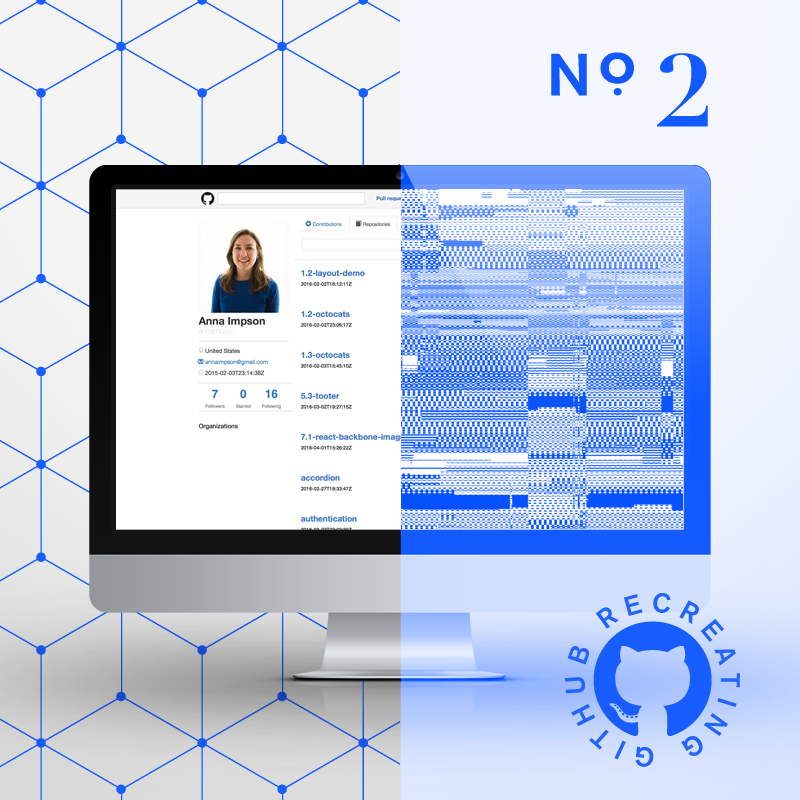 Nº 2
Pull reque
Contributions
Repositories
Anna Impson
annaimpson
United States
annaimpson@gmail.com
2015-02-03T23:14:38Z
7 0 16
Followers Starred Following
Organizations
1.2-layout-demo
2016-02-02T16:12:11Z
1.2-octocats
2016-02-02T23:06:17Z
1.3-octocats
2016-02-03T15:45:10Z
5.3-tooter
2016-03-02T19:27:15Z
7.1-react-backbone-imag
2016-04-01T15:26:22Z
accordion
2016-02-27T18:33:47Z
authentication
RECREATING GITHUB